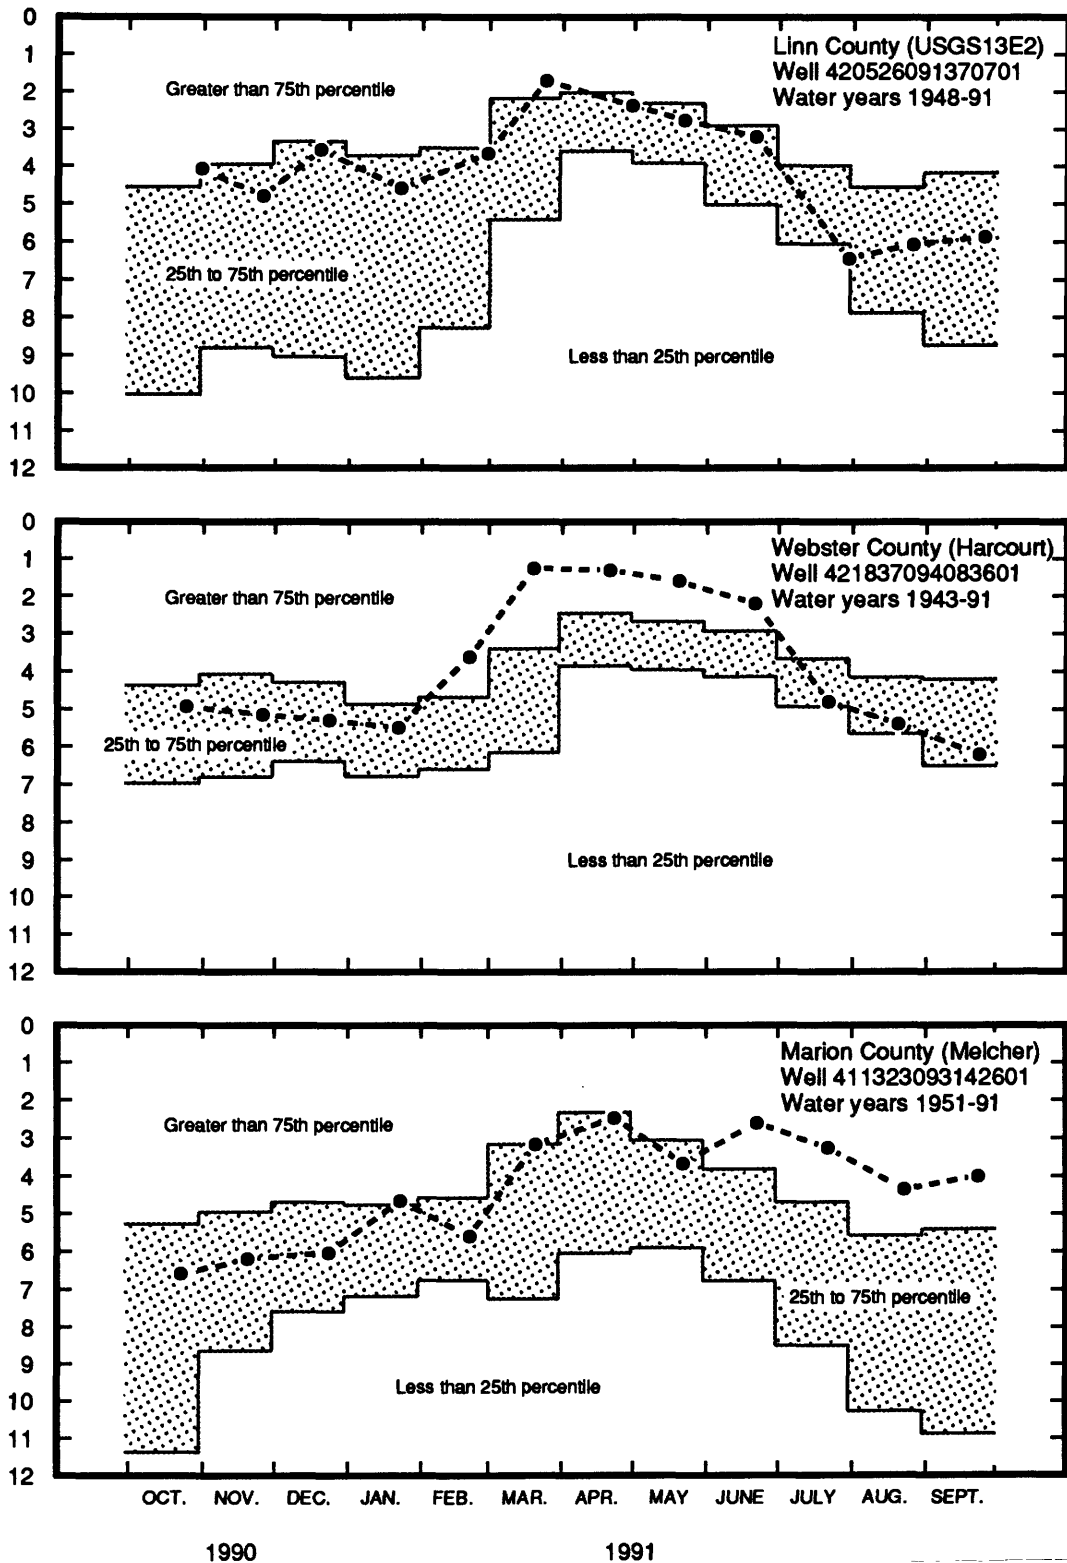 0
1
2
3
4
5
6
7
8
9
10
11
12
Linn County (USGS13E2)
Well 420526091370701
Water years 1948-91
Greater than 75th percentile
25th to 75th percentile
Less than 25th percentile
0
1
2
3
4
5
6
7
8
9
10
11
12
Webster County (Harcourt)
Well 421837094083601
Water years 1943-91
Greater than 75th percentile
25th to 75th percentile
Less than 25th percentile
0
1
2
3
4
5
6
7
8
9
10
11
12
Marion County (Melcher)
Well 411323093142601
Water years 1951-91
Greater than 75th percentile
25th to 75th percentile
Less than 25th percentile
OCT. NOV. DEC. JAN. FEB. MAR. APR. MAY JUNE JULY AUG. SEPT.
1990 1991